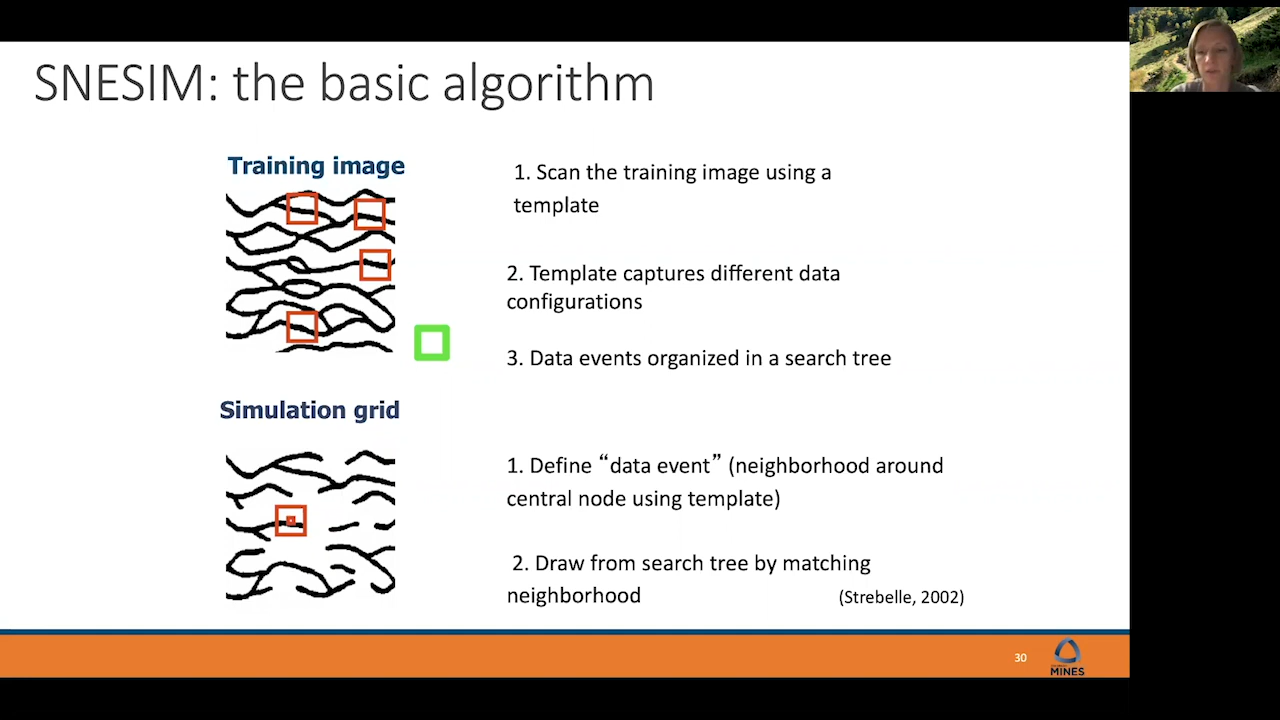 SNESIM: the basic algorithm
Training image
1. Scan the training image using a
template
2. Template captures different data
configurations
3. Data events organized in a search tree
Simulation grid
1. Define “data event” (neighborhood around
central node using template)
2. Draw from search tree by matching
neighborhood
(Strebelle, 2002)
30
MINES